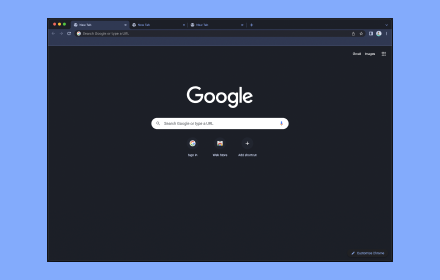 New Tab
New Tab
New Tab
Search Google or type a URL
Gmail Images
Google
Search Google or type a URL
Sign in
Web Store
Add shortcut
Customize Chrome